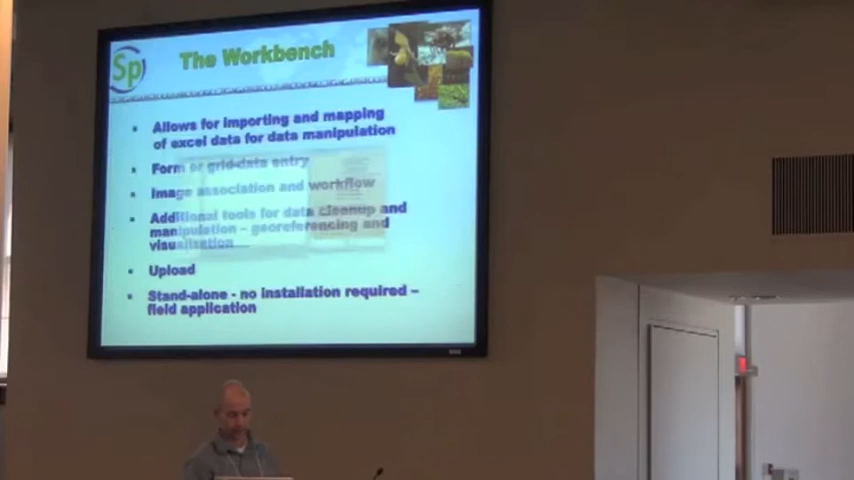 Sp
The Workbench
Allows for importing and mapping
of excel data for data manipulation
Form or grid-data entry
Image association and workflow
Additional tools for data cleanup and
manipulation – georeferencing and
visualization
Upload
Stand-alone - no installation required –
field application